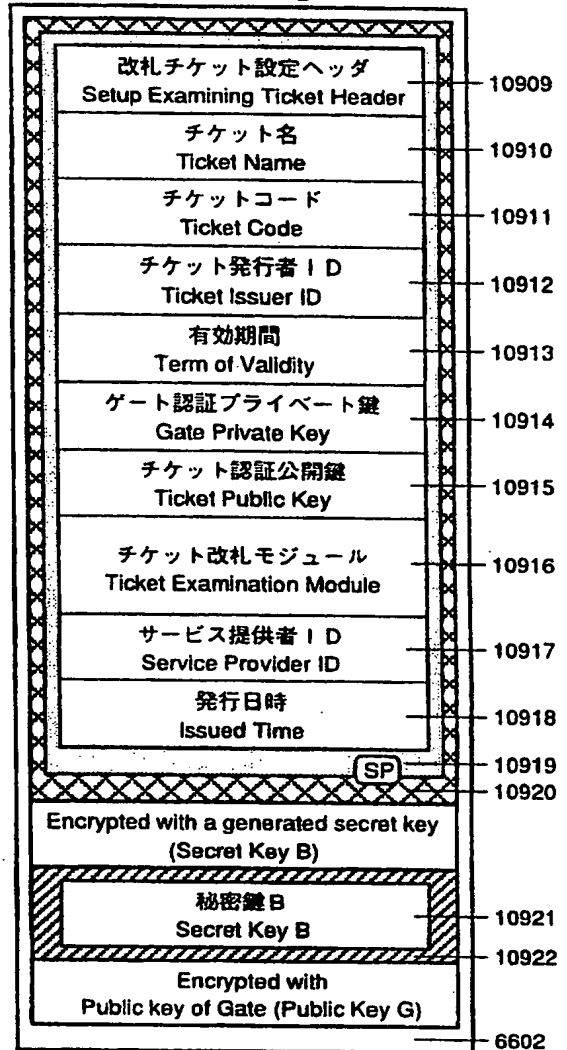 改札チケット設定ヘッダ
Setup Examining Ticket Header
10909
チケット名
Ticket Name
10910
チケットコード
Ticket Code
10911
チケット発行者ID
Ticket Issuer ID
10912
有効期間
Term of Validity
10913
ゲート認証プライベート鍵
Gate Private Key
10914
チケット認証公開鍵
Ticket Public Key
10915
チケット改札モジュール
Ticket Examination Module
10916
サービス提供者ID
Service Provider ID
10917
発行日時
Issued Time
10918
SP
10919
10920
Encrypted with a generated secret key
(Secret Key B)
秘密鍵B
Secret Key B
10921
10922
Encrypted with
Public key of Gate (Public Key G)
6602